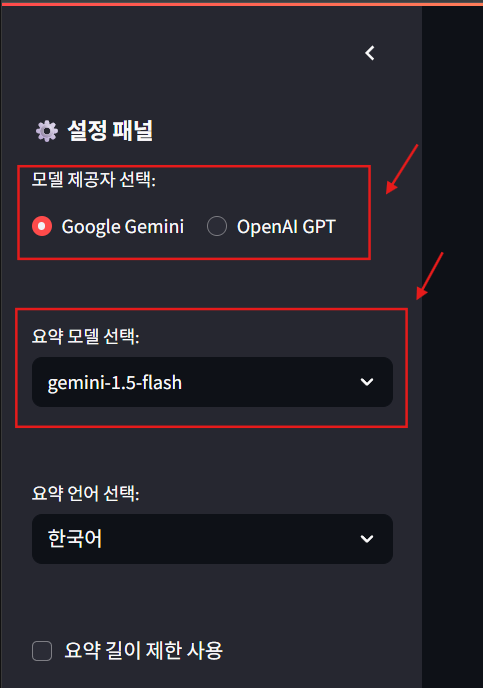 설정 패널
모델 제공자 선택:
Google Gemini OpenAI GPT
요약 모델 선택:
gemini-1.5-flash
요약 언어 선택:
한국어
요약 길이 제한 사용